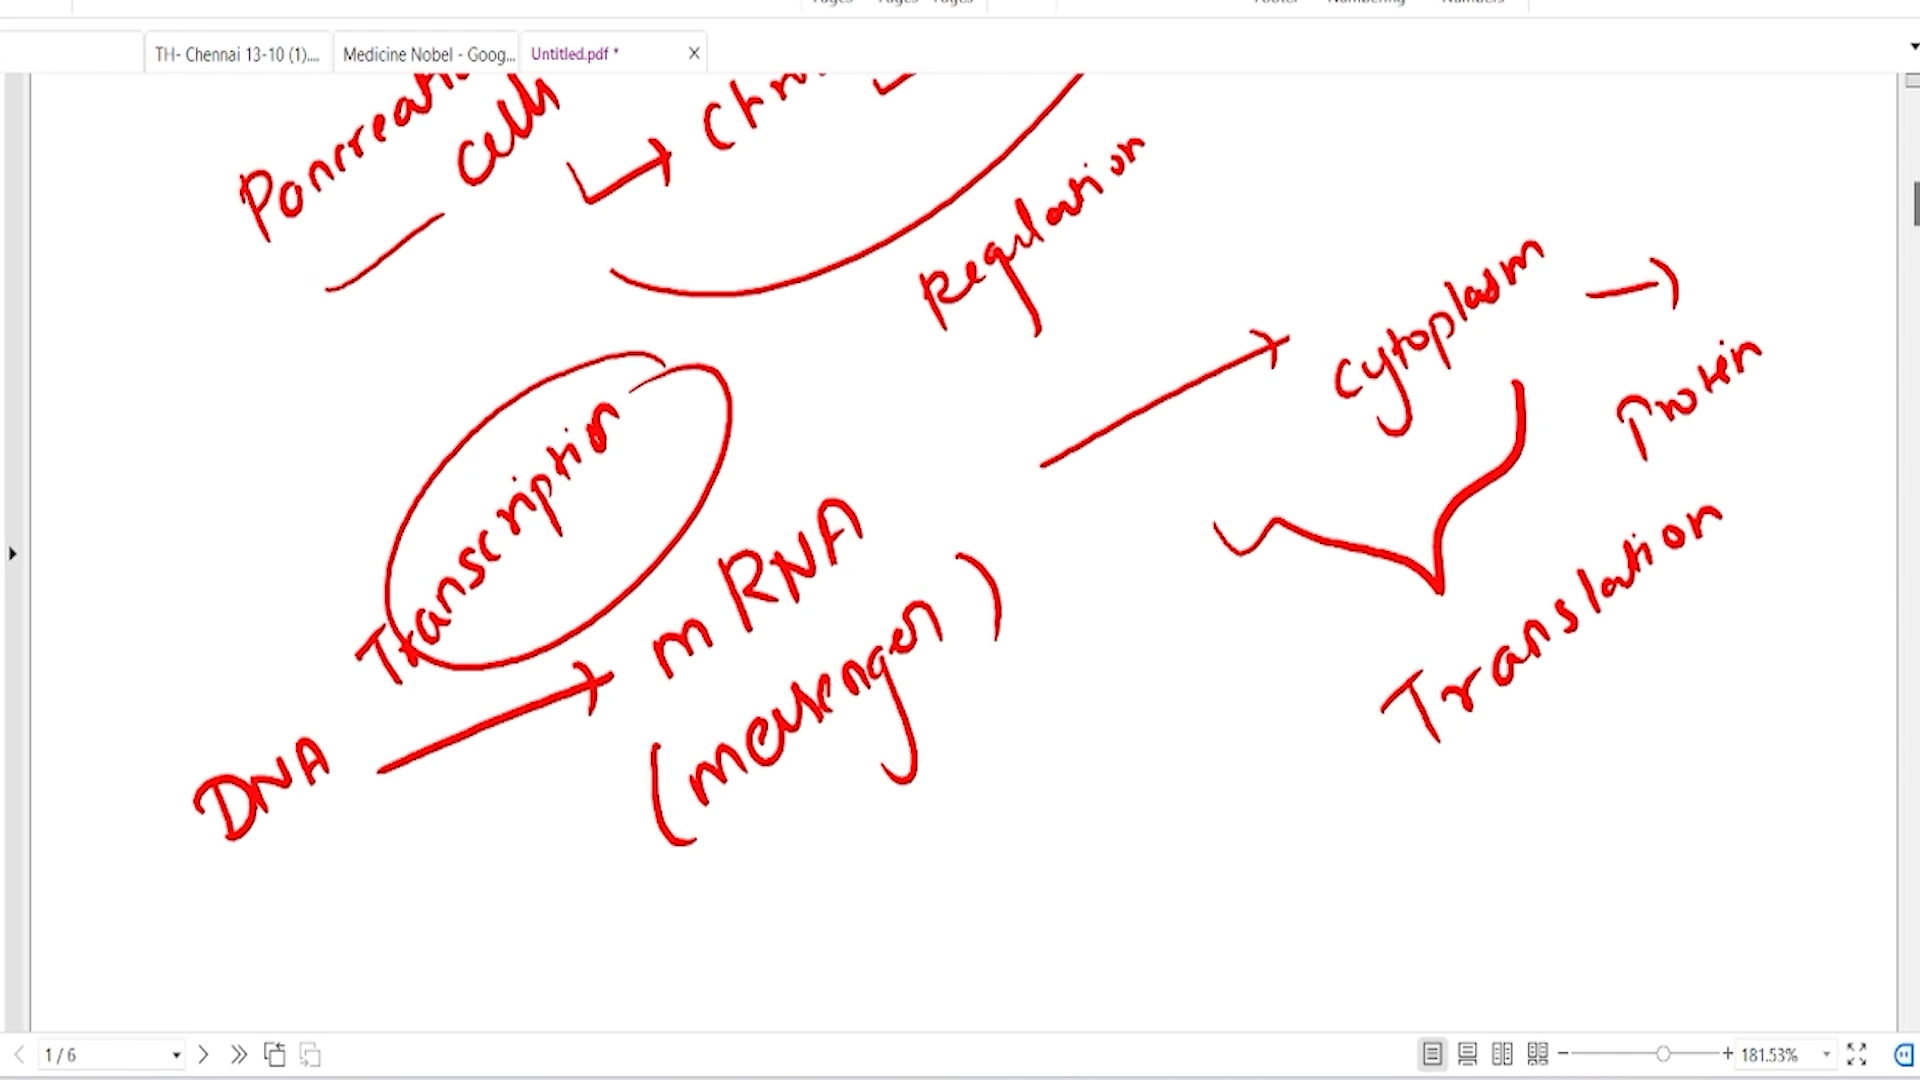 TH- Chennai 13-10 (1)....
Medicine Nobel - Goog...
Untitled.pdf *
Cells
Regulation
Cytoplasm
Protein
Transcription
Translation
mRNA
(messenger)
DNA
1 / 6
181.53%